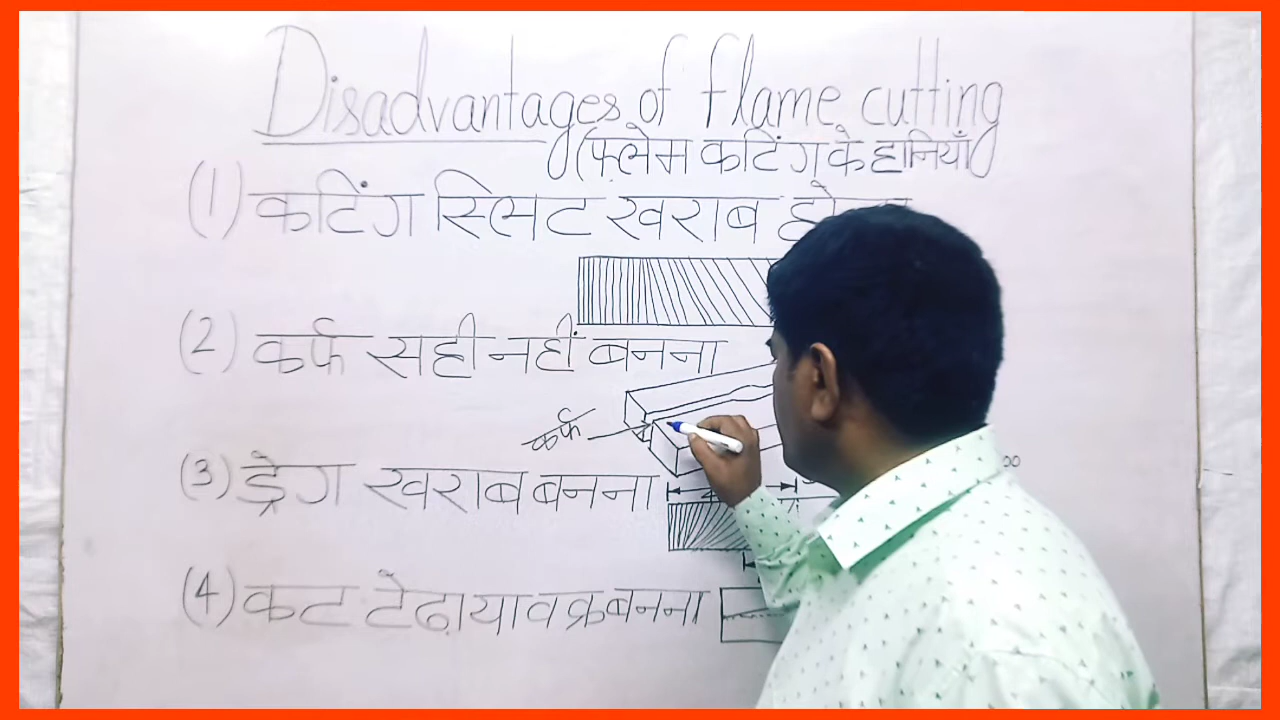 Disadvantages of flame cutting
(फ्लेम कटिंग के हानियाँ)
(1) कटिंग स्लिट खराब
(2) कर्फ सही नहीं बनना
कर्फ
(3) ड्रेग खराब बनना
(4) कट टेढ़ा या वक्र बनना